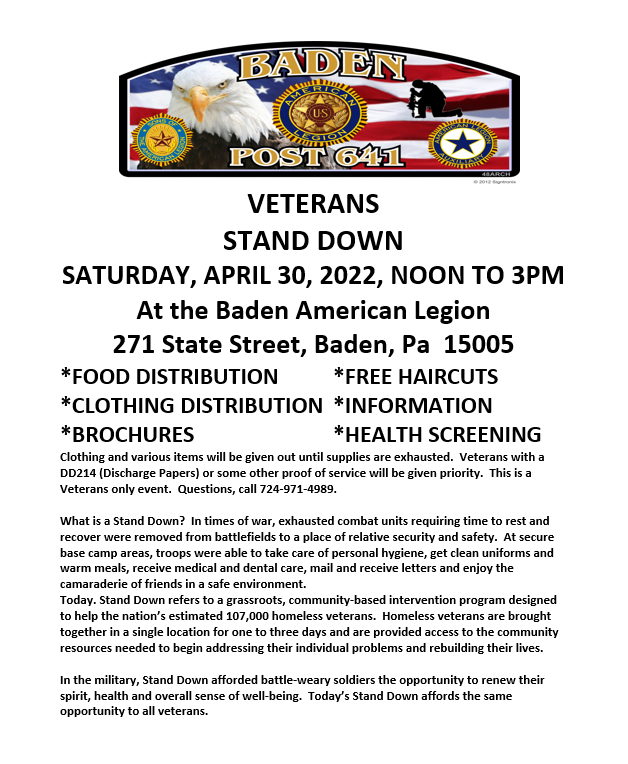 BADEN
AMERICAN LEGION
US
SONS OF THE AMERICAN LEGION
AMERICAN LEGION AUXILIARY
POST 641
48ARCH
© 2012 Signtronix
VETERANS
STAND DOWN
SATURDAY, APRIL 30, 2022, NOON TO 3PM
At the Baden American Legion
271 State Street, Baden, Pa  15005
*FOOD DISTRIBUTION *FREE HAIRCUTS
*CLOTHING DISTRIBUTION *INFORMATION
*BROCHURES *HEALTH SCREENING
Clothing and various items will be given out until supplies are exhausted.  Veterans with a
DD214 (Discharge Papers) or some other proof of service will be given priority.  This is a
Veterans only event.  Questions, call 724-971-4989.
What is a Stand Down?  In times of war, exhausted combat units requiring time to rest and
recover were removed from battlefields to a place of relative security and safety.  At secure
base camp areas, troops were able to take care of personal hygiene, get clean uniforms and
warm meals, receive medical and dental care, mail and receive letters and enjoy the
camaraderie of friends in a safe environment.
Today. Stand Down refers to a grassroots, community-based intervention program designed
to help the nation's estimated 107,000 homeless veterans.  Homeless veterans are brought
together in a single location for one to three days and are provided access to the community
resources needed to begin addressing their individual problems and rebuilding their lives.
In the military, Stand Down afforded battle-weary soldiers the opportunity to renew their
spirit, health and overall sense of well-being.  Today's Stand Down affords the same
opportunity to all veterans.